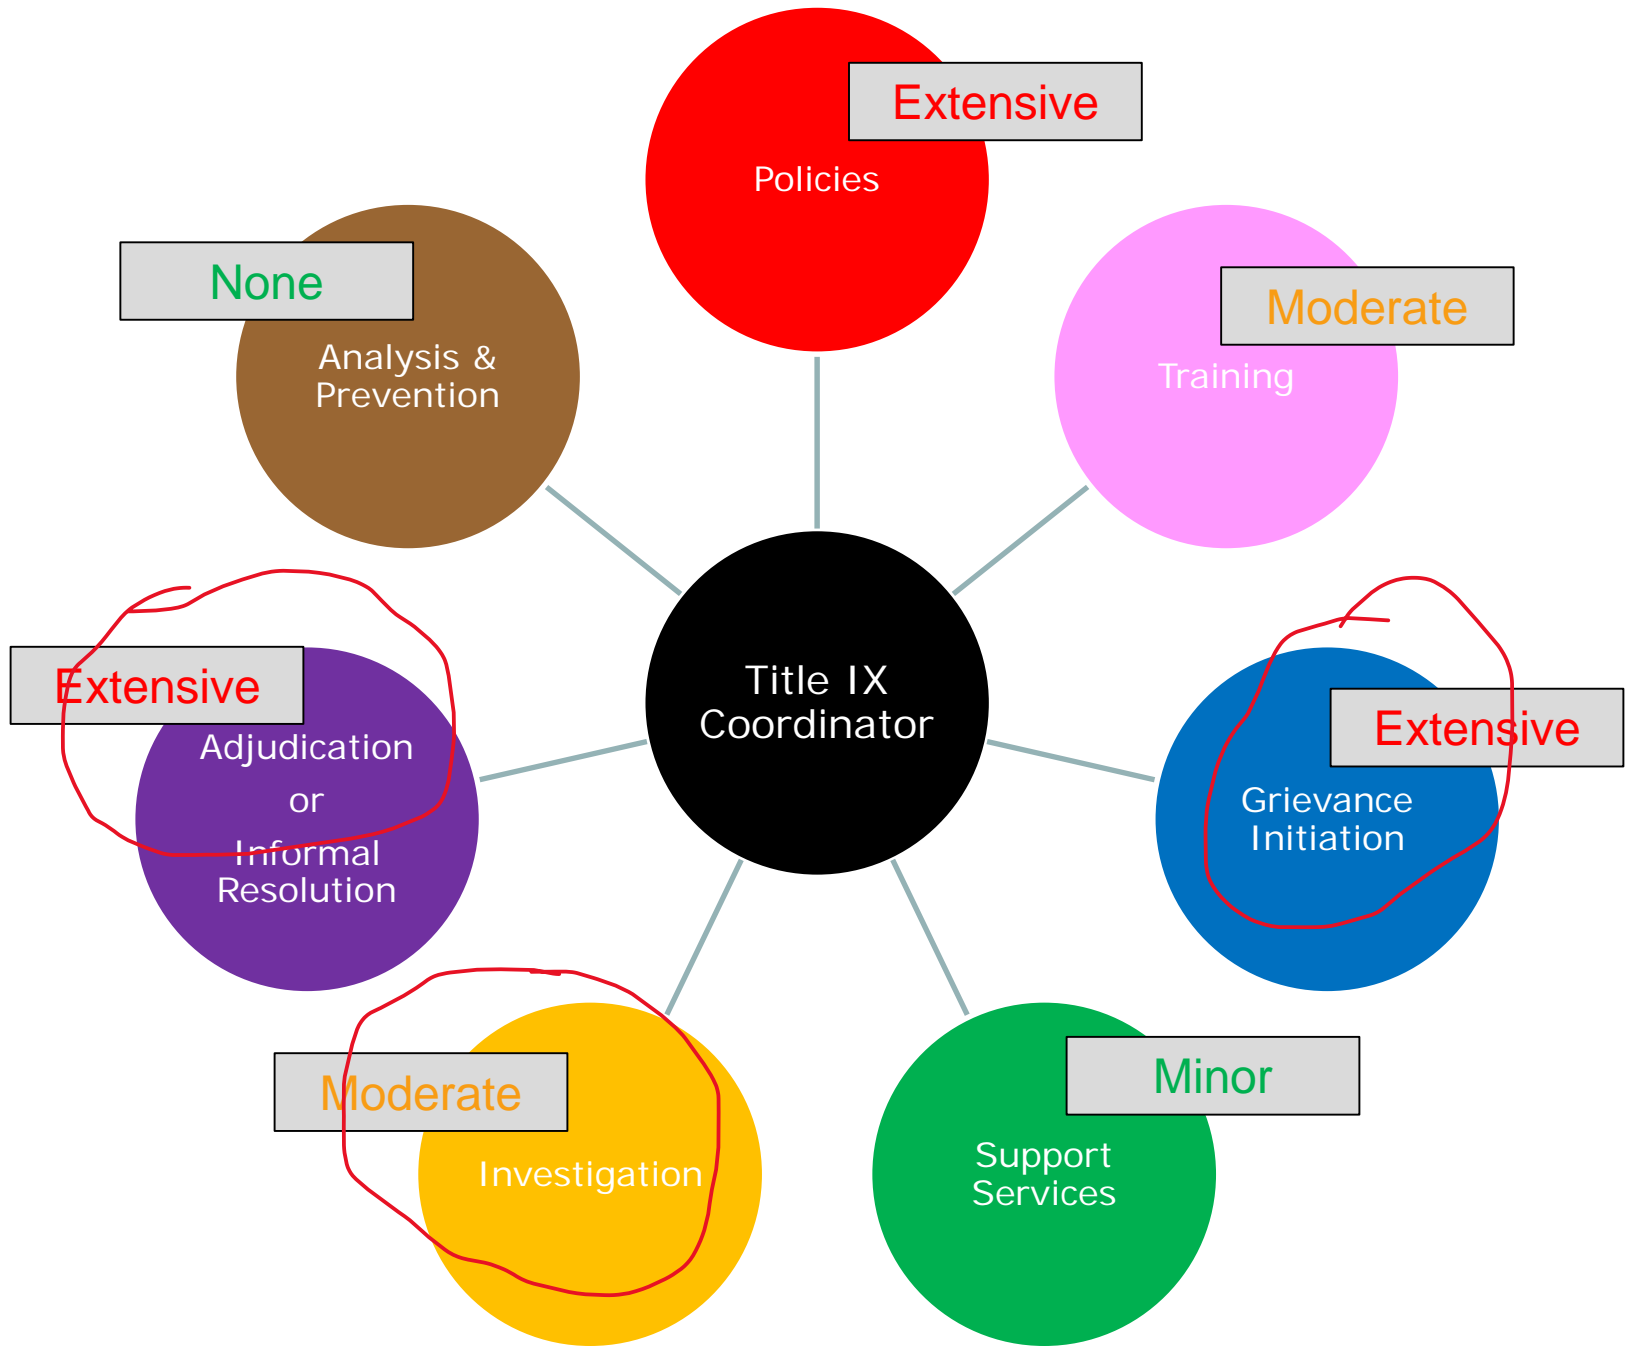 Extensive
Policies
None
Analysis &
Prevention
Moderate
Training
Title IX
Coordinator
Extensive
Adjudication
or
Informal
Resolution
Extensive
Grievance
Initiation
Moderate
Investigation
Minor
Support
Services